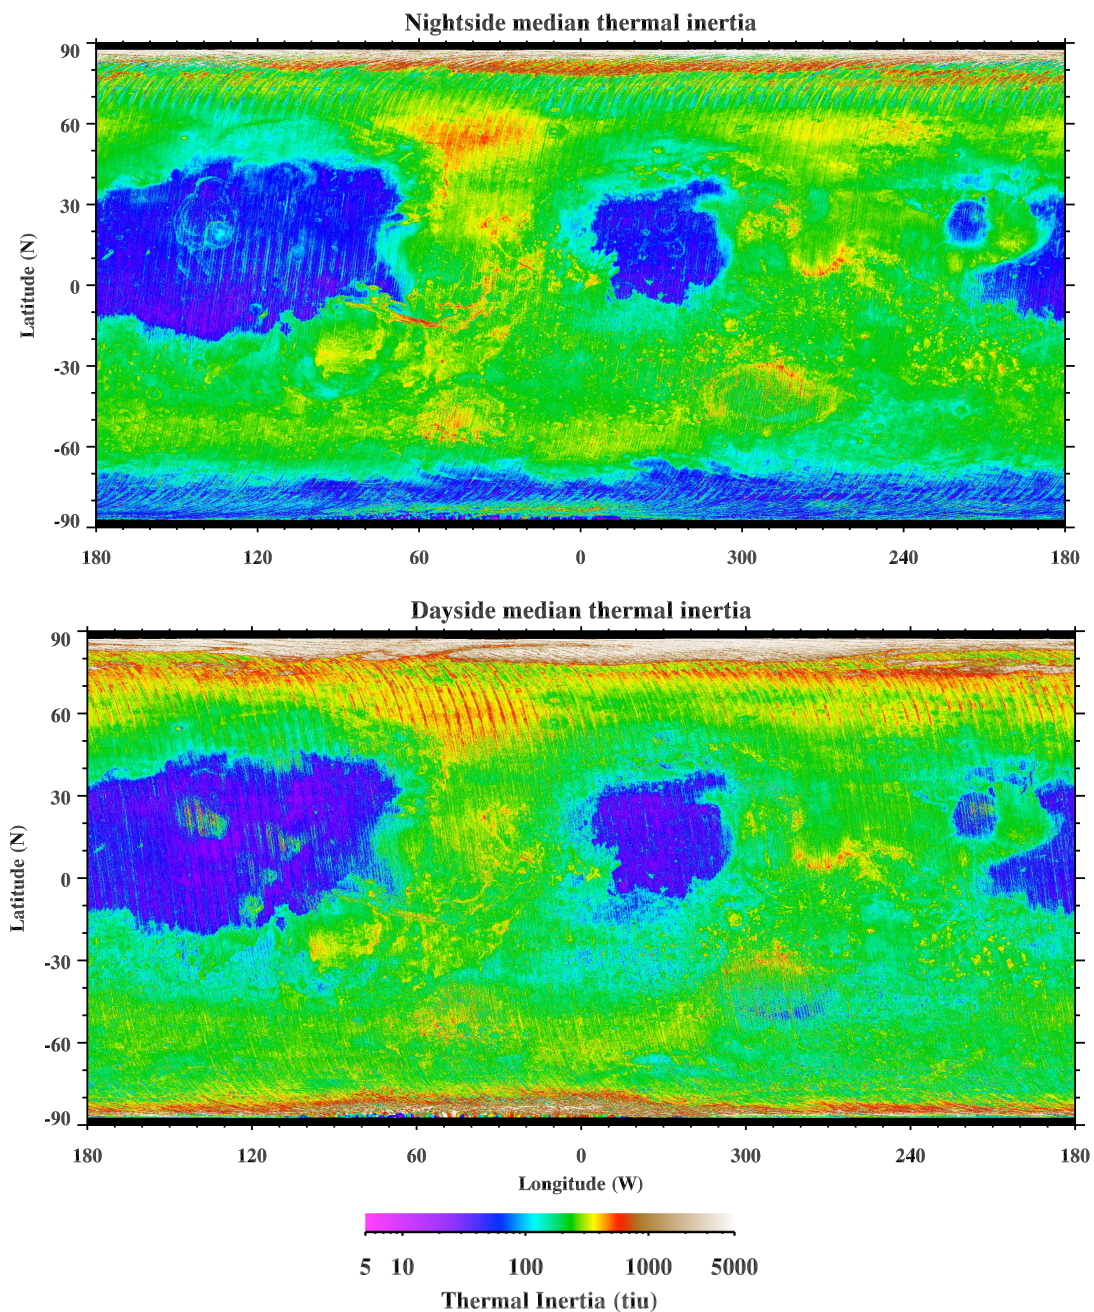 Nightside median thermal inertia
90
60
30
0
-30
-60
-90
Latitude (N)
180 120 60 0 300 240 180
Dayside median thermal inertia
90
60
30
0
-30
-60
-90
Latitude (N)
180 120 60 0 300 240 180
Longitude (W)
5 10 100 1000 5000
Thermal Inertia (tiu)